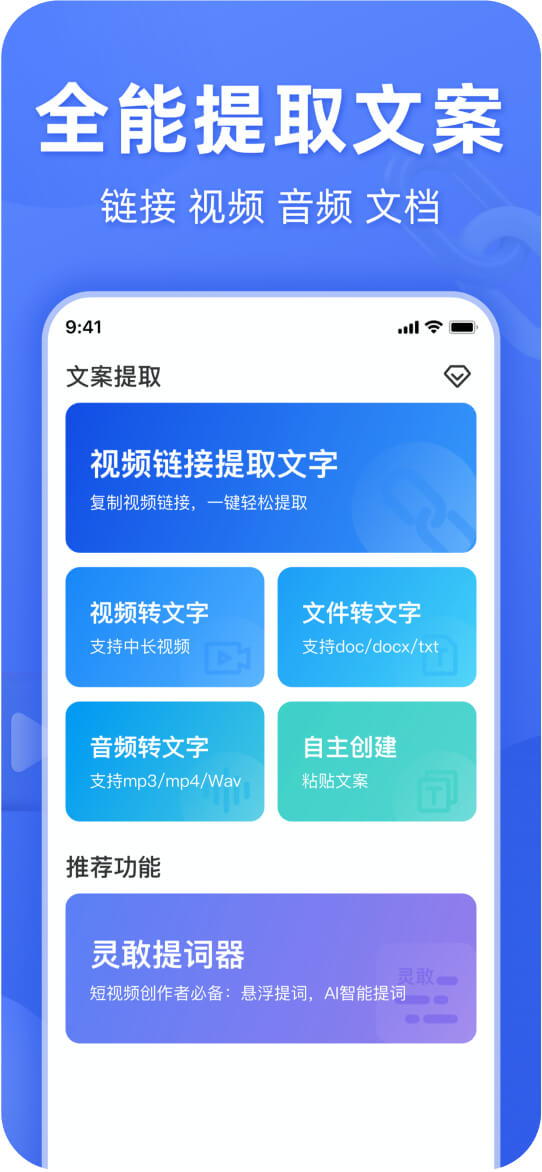 全能提取文案
链接 视频 音频 文档
9:41
文案提取
视频链接提取文字
复制视频链接，一键轻松提取
视频转文字
支持中长视频
文件转文字
支持doc/docx/txt
音频转文字
支持mp3/mp4/Wav
自主创建
粘贴文案
推荐功能
灵敢提词器
灵敢
短视频创作者必备：悬浮提词，AI智能提词